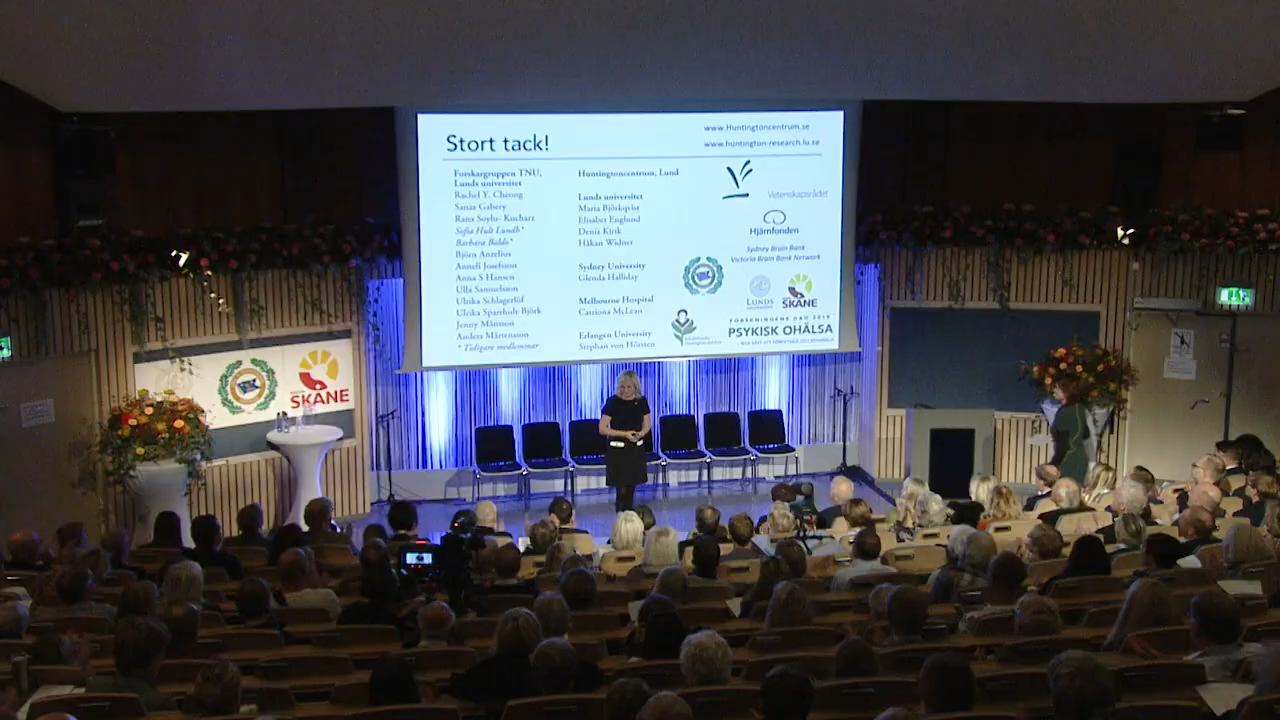 Stort tack!
www.Huntingtoncentrum.se
www.huntington-research.lu.se
Forskargruppen TNU,
Lunds universitet
Rachel Y. Cheong
Sanaz Gabery
Rana Soylu- Kucharz
Sofia Hult Lundh*
Barbara Baldo*
Björn Anzelius
Anneli Josefsson
Anna S Hansen
Ulla Samuelsson
Ulrika Schlagerlöf
Ulrika Sparrhult-Björk
Jenny Månsson
Anders Mårtensson
* Tidigare medlemmar
Huntingtoncentrum, Lund
Lunds universitet
Maria Björkqvist
Elisabet Englund
Deniz Kirik
Håkan Widner
Sydney University
Glenda Halliday
Melbourne Hospital
Catriona McLean
Erlangen University
Stephan von Hörsten
Vetenskapsrådet
Hjärnfonden
Sydney Brain Bank
Victoria Brain Bank Network
LUNDS
SKÅNE
FORSKNINGENS DAG 2019
PSYKISK OHÄLSA
SKÅNE